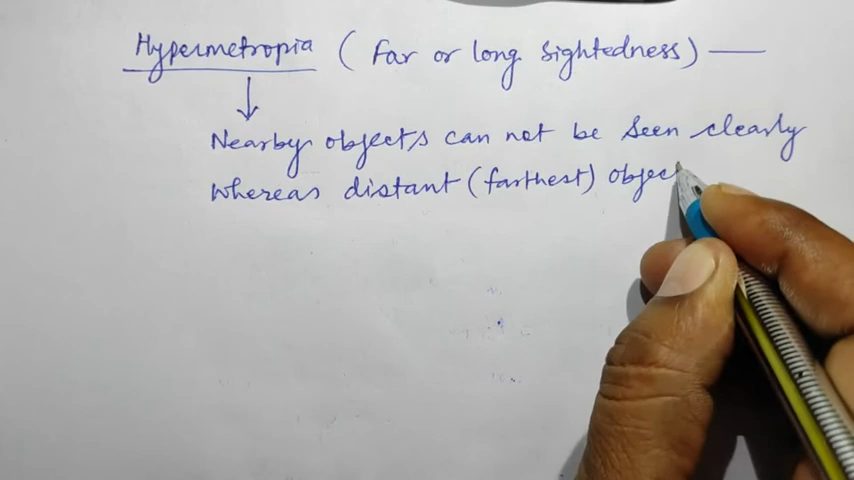 Hypermetropia (Far or long sightedness) —
Nearby objects can not be seen clearly
whereas distant (farthest) objec